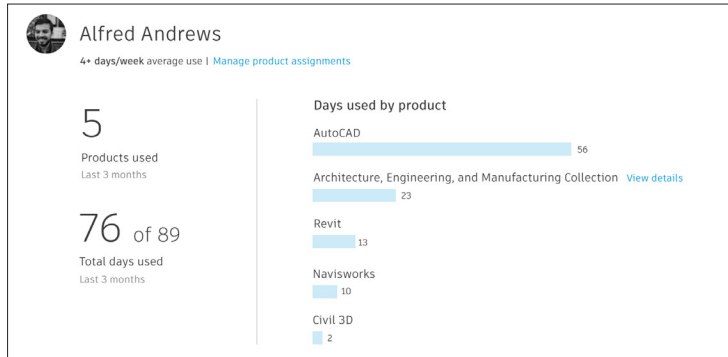 Alfred Andrews
4+ days/week average use | Manage product assignments
5
Products used
Last 3 months
76 of 89
Total days used
Last 3 months
Days used by product
AutoCAD
56
Architecture, Engineering, and Manufacturing Collection View details
23
Revit
13
Navisworks
10
Civil 3D
2